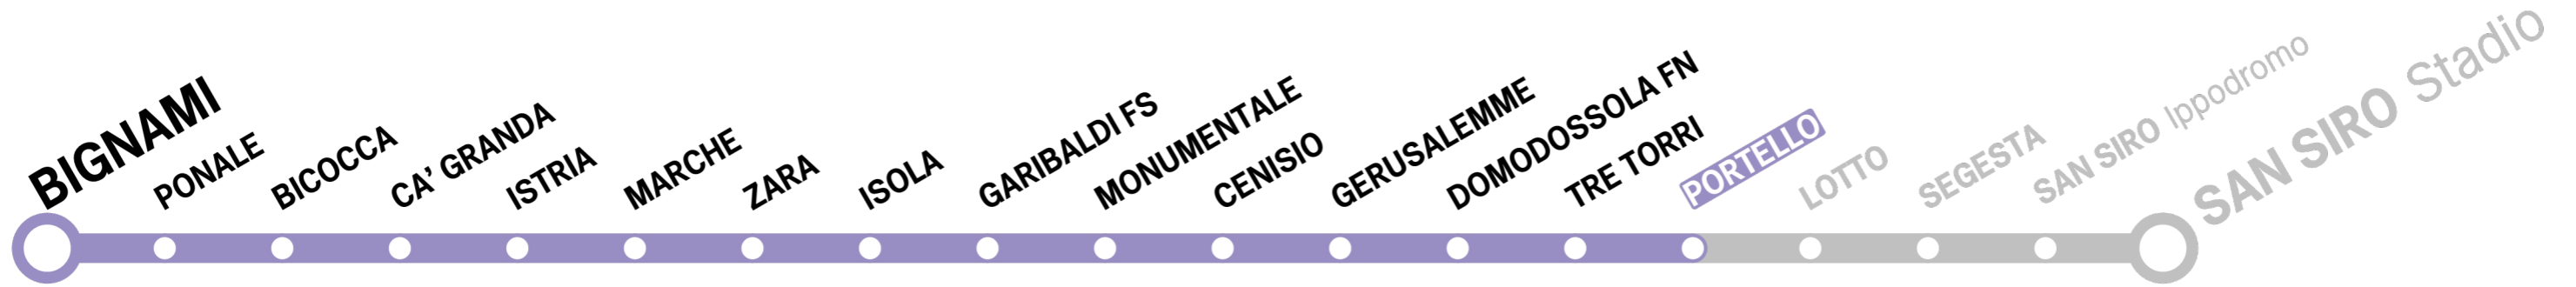 BIGNAMI
PONALE
BICOCCA
CA’ GRANDA
ISTRIA
MARCHE
ZARA
ISOLA
GARIBALDI FS
MONUMENTALE
CENISIO
GERUSALEMME
DOMODOSSOLA FN
TRE TORRI
PORTELLO
LOTTO
SEGESTA
SAN SIRO Ippodromo
SAN SIRO Stadio